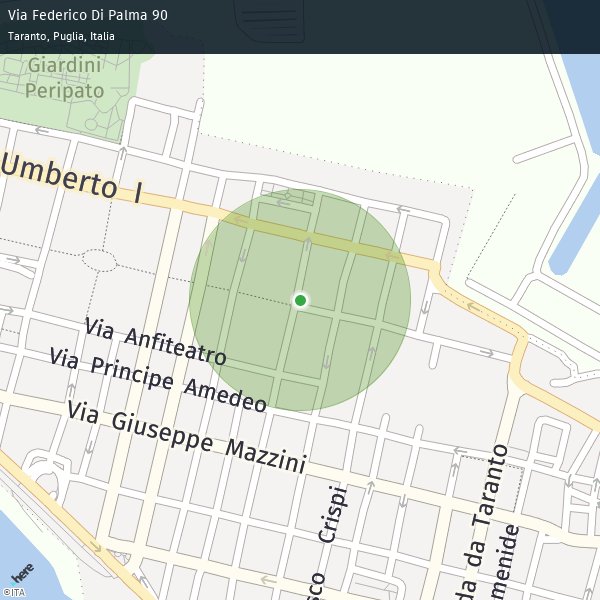 Via Federico Di Palma 90
Taranto, Puglia, Italia
Giardini
Peripato
Umberto I
Via Anfiteatro
Via Principe Amedeo
Via Giuseppe Mazzini
sco Crispi
da da Taranto
menide
here
©ITA